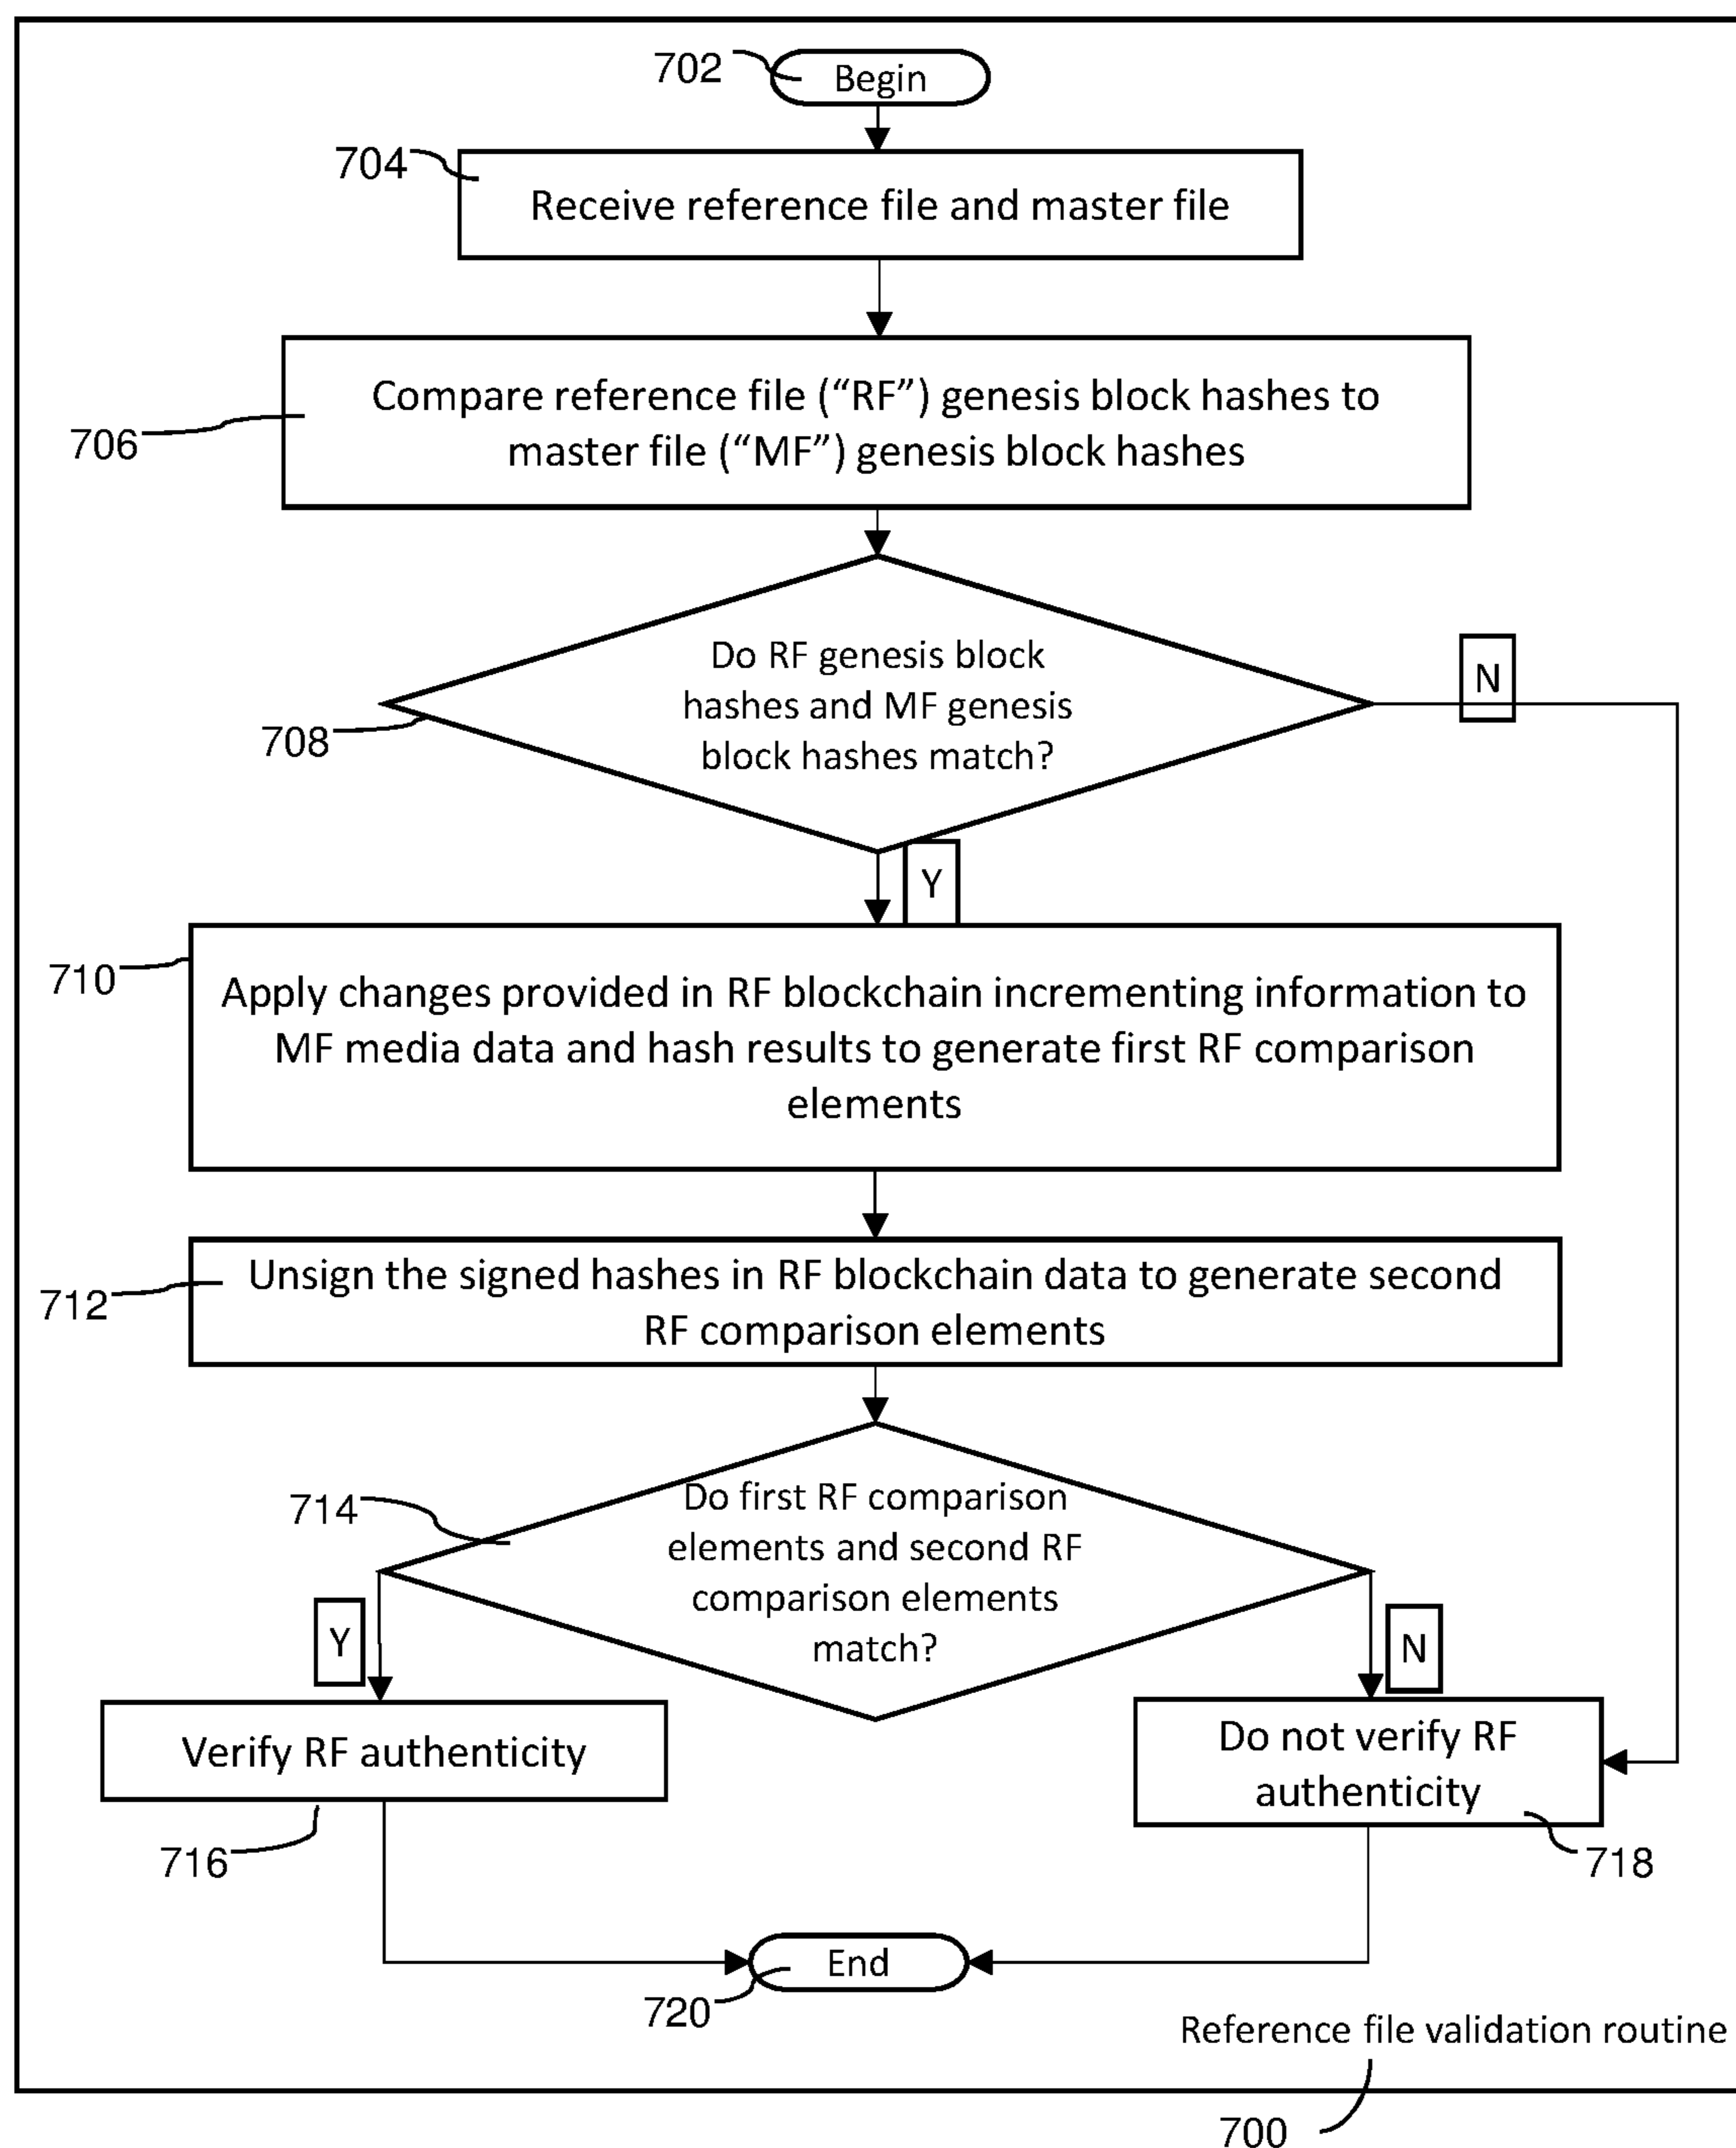 702
Begin
704
Receive reference file and master file
706
Compare reference file (“RF”) genesis block hashes to
master file (“MF”) genesis block hashes
708
Do RF genesis block
hashes and MF genesis
block hashes match?
N
Y
710
Apply changes provided in RF blockchain incrementing information to
MF media data and hash results to generate first RF comparison
elements
712
Unsign the signed hashes in RF blockchain data to generate second
RF comparison elements
714
Do first RF comparison
elements and second RF
comparison elements
match?
Y
N
Verify RF authenticity
716
Do not verify RF
authenticity
718
End
720
Reference file validation routine
700